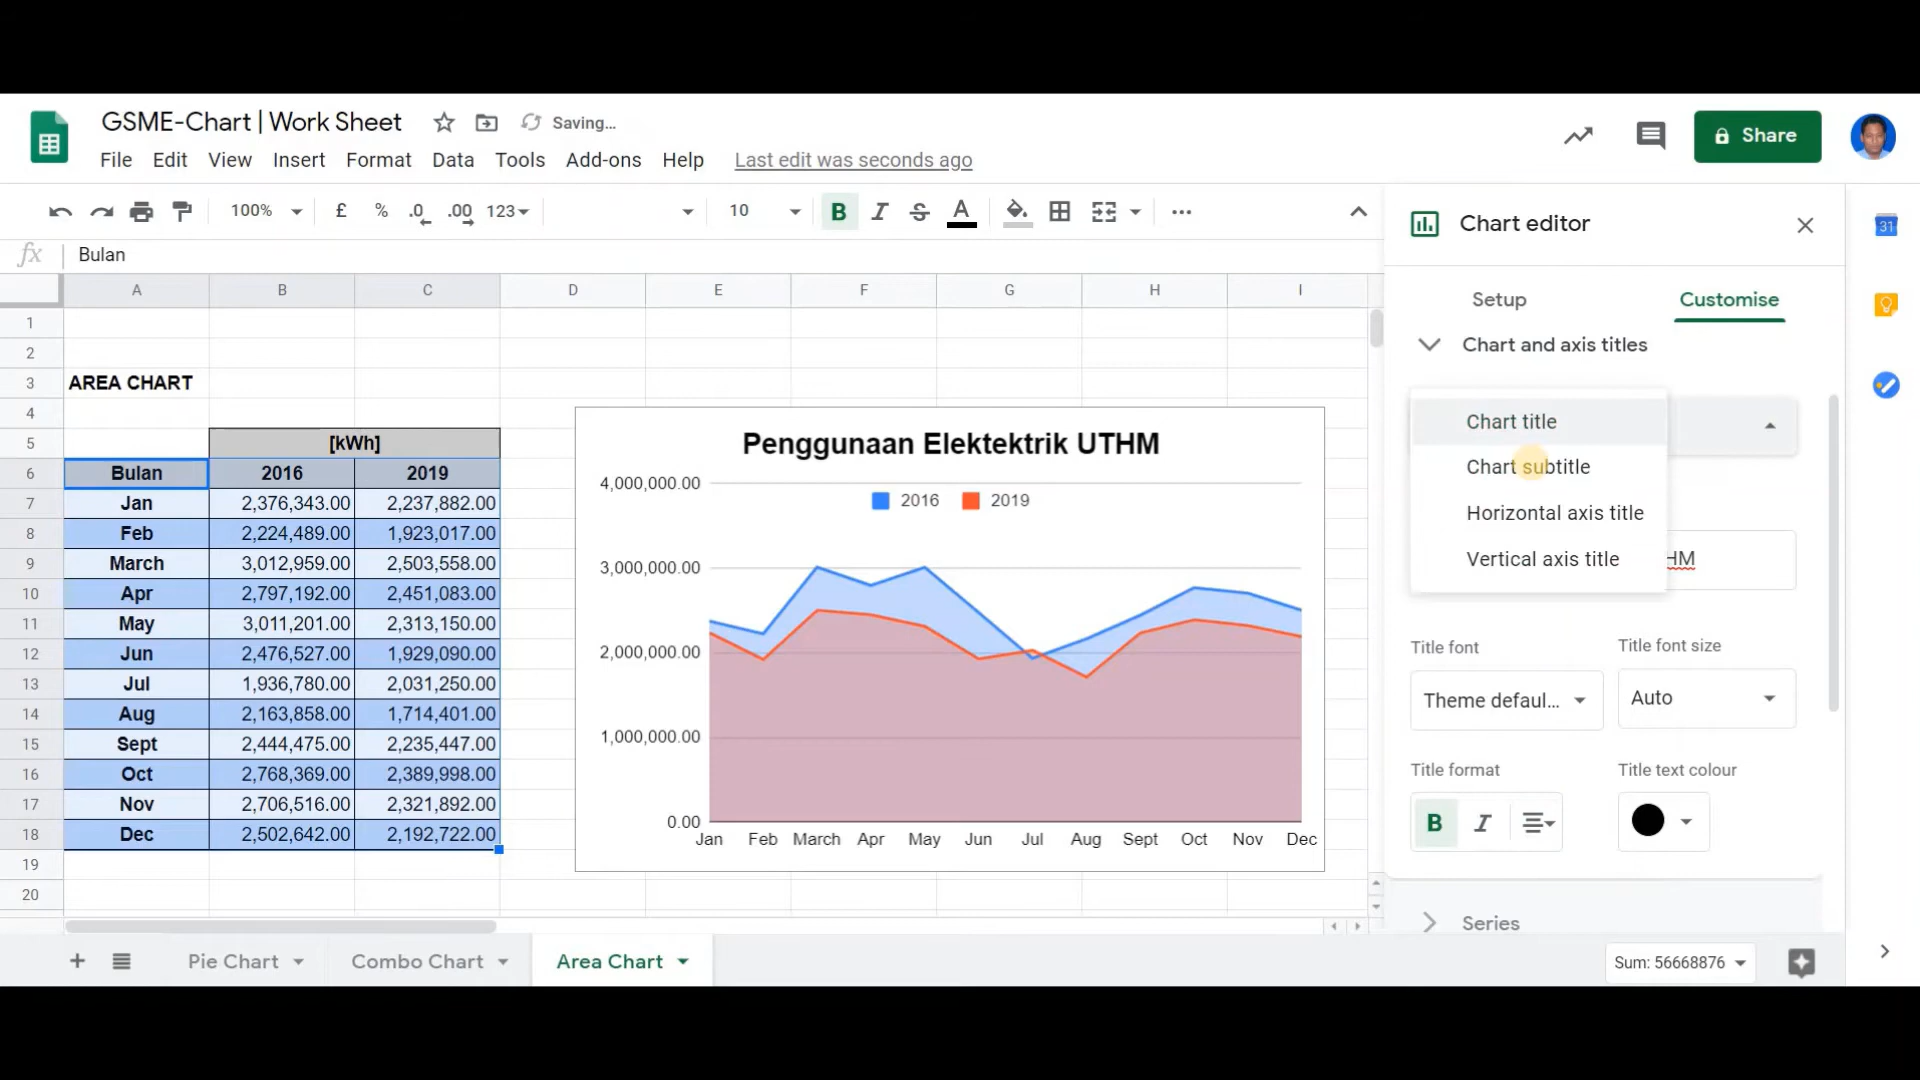 GSME-Chart | Work Sheet
Saving...
File Edit View Insert Format Data Tools Add-ons Help Last edit was seconds ago
Share
100% £ % .0 .00 123 10 B I S A ...
fx Bulan
A B C D E F G H I
1
2
3 AREA CHART
4
5 [kWh]
6 Bulan 2016 2019
7 Jan 2,376,343.00 2,237,882.00
8 Feb 2,224,489.00 1,923,017.00
9 March 3,012,959.00 2,503,558.00
10 Apr 2,797,192.00 2,451,083.00
11 May 3,011,201.00 2,313,150.00
12 Jun 2,476,527.00 1,929,090.00
13 Jul 1,936,780.00 2,031,250.00
14 Aug 2,163,858.00 1,714,401.00
15 Sept 2,444,475.00 2,235,447.00
16 Oct 2,768,369.00 2,389,998.00
17 Nov 2,706,516.00 2,321,892.00
18 Dec 2,502,642.00 2,192,722.00
19
20
Penggunaan Elektektrik UTHM
2016 2019
4,000,000.00
3,000,000.00
2,000,000.00
1,000,000.00
0.00
Jan Feb March Apr May Jun Jul Aug Sept Oct Nov Dec
Chart editor
Setup Customise
Chart and axis titles
Chart title
Chart subtitle
Horizontal axis title
Vertical axis title
HM
Title font Title font size
Theme defaul... Auto
Title format Title text colour
B I
Series
31
Pie Chart Combo Chart Area Chart
Sum: 56668876